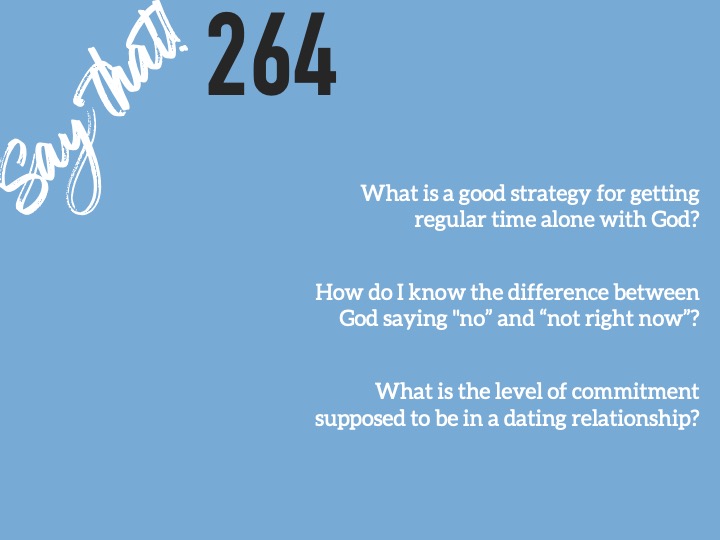 Say that!
264
What is a good strategy for getting
regular time alone with God?
How do I know the difference between
God saying "no” and “not right now”?
What is the level of commitment
supposed to be in a dating relationship?